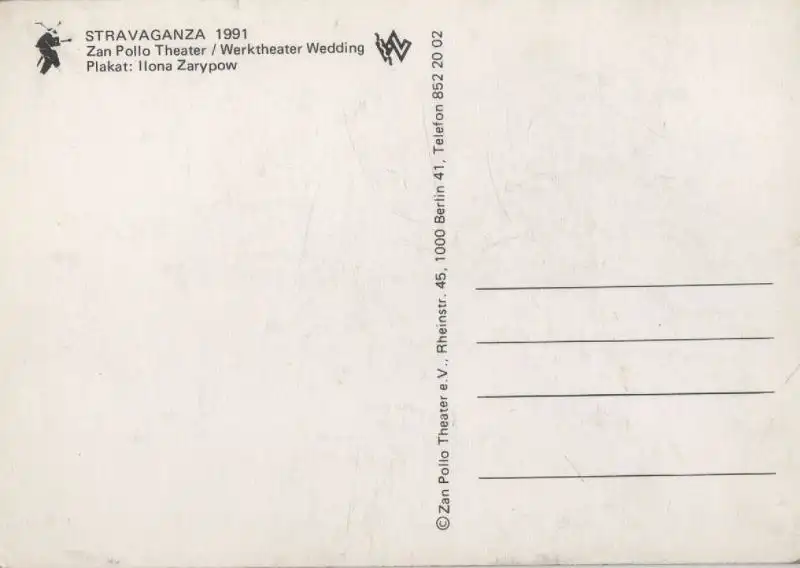 STRAVAGANZA 1991
Zan Pollo Theater / Werktheater Wedding
Plakat: Ilona Zarypow
©Zan Pollo Theater e.V., Rheinstr. 45, 1000 Berlin 41, Telefon 852 20 02